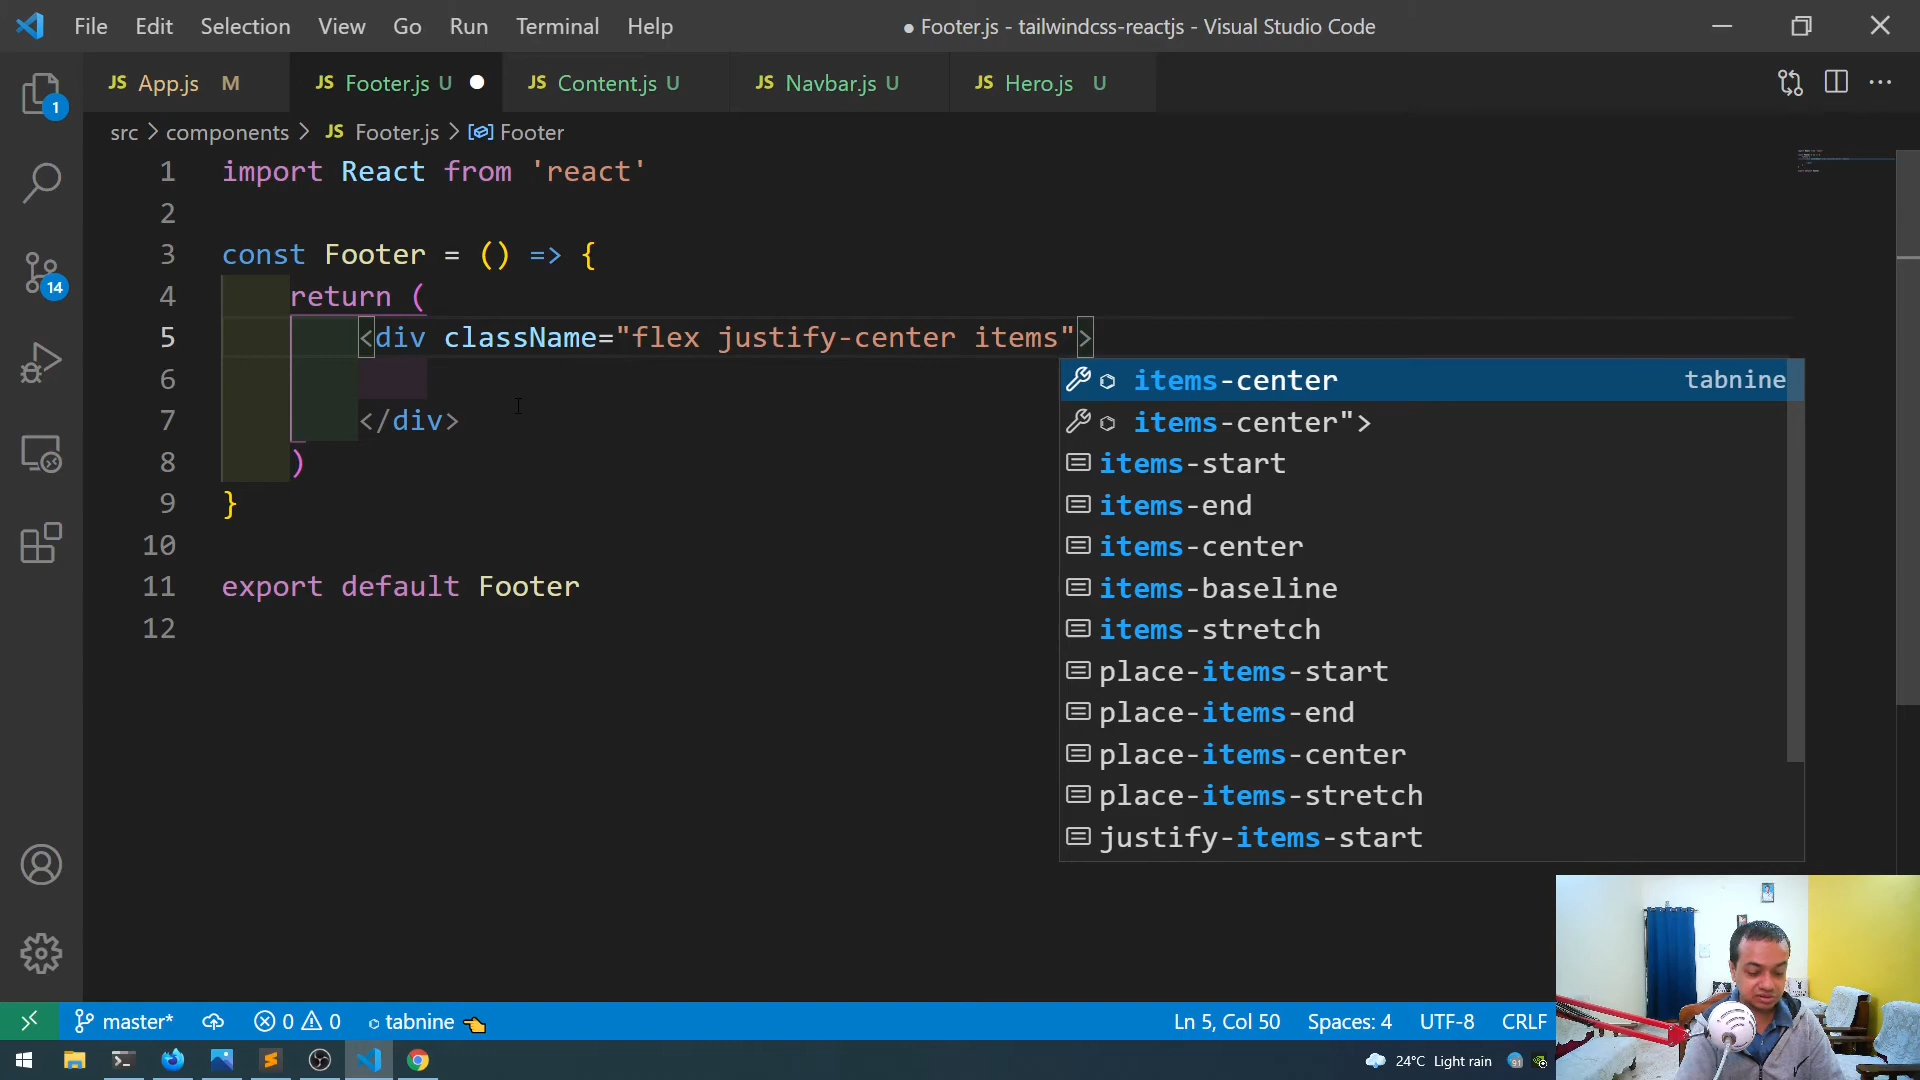 File Edit Selection View Go Run Terminal Help ● Footer.js - tailwindcss-reactjs - Visual Studio Code
JS App.js M JS Footer.js U JS Content.js U JS Navbar.js U JS Hero.js U
src > components > JS Footer.js > Footer
1 import React from 'react'
2
3 const Footer = () => {
4 return (
5 <div className="flex justify-center items">
6
7 </div>
8 )
9 }
10
11 export default Footer
12
items-center tabnine
items-center">
items-start
items-end
items-center
items-baseline
items-stretch
place-items-start
place-items-end
place-items-center
place-items-stretch
justify-items-start
1
14
master* 0 0 tabnine Ln 5, Col 50 Spaces: 4 UTF-8 CRLF
24°C Light rain 91